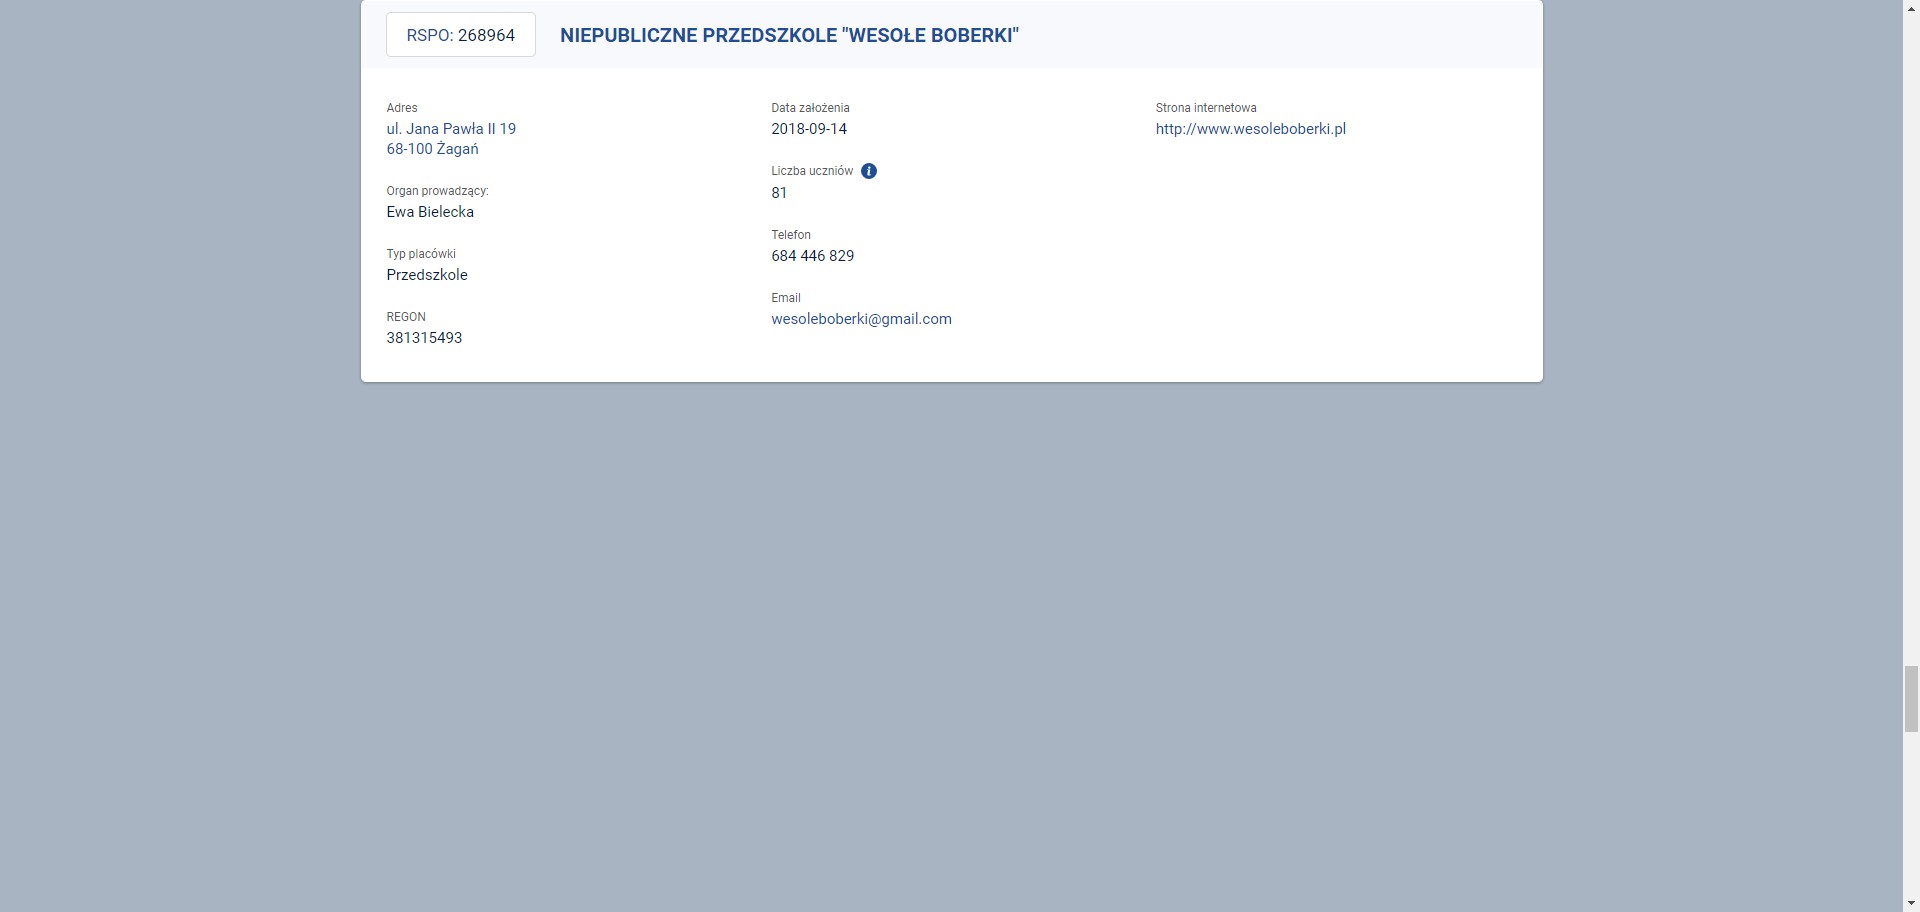 RSPO: 268964
NIEPUBLICZNE PRZEDSZKOLE "WESOŁE BOBERKI"
Adres
ul. Jana Pawła II 19
68-100 Żagań
Organ prowadzący:
Ewa Bielecka
Typ placówki
Przedszkole
REGON
381315493
Data założenia
2018-09-14
Liczba uczniów i
81
Telefon
684 446 829
Email
wesoleboberki@gmail.com
Strona internetowa
http://www.wesoleboberki.pl